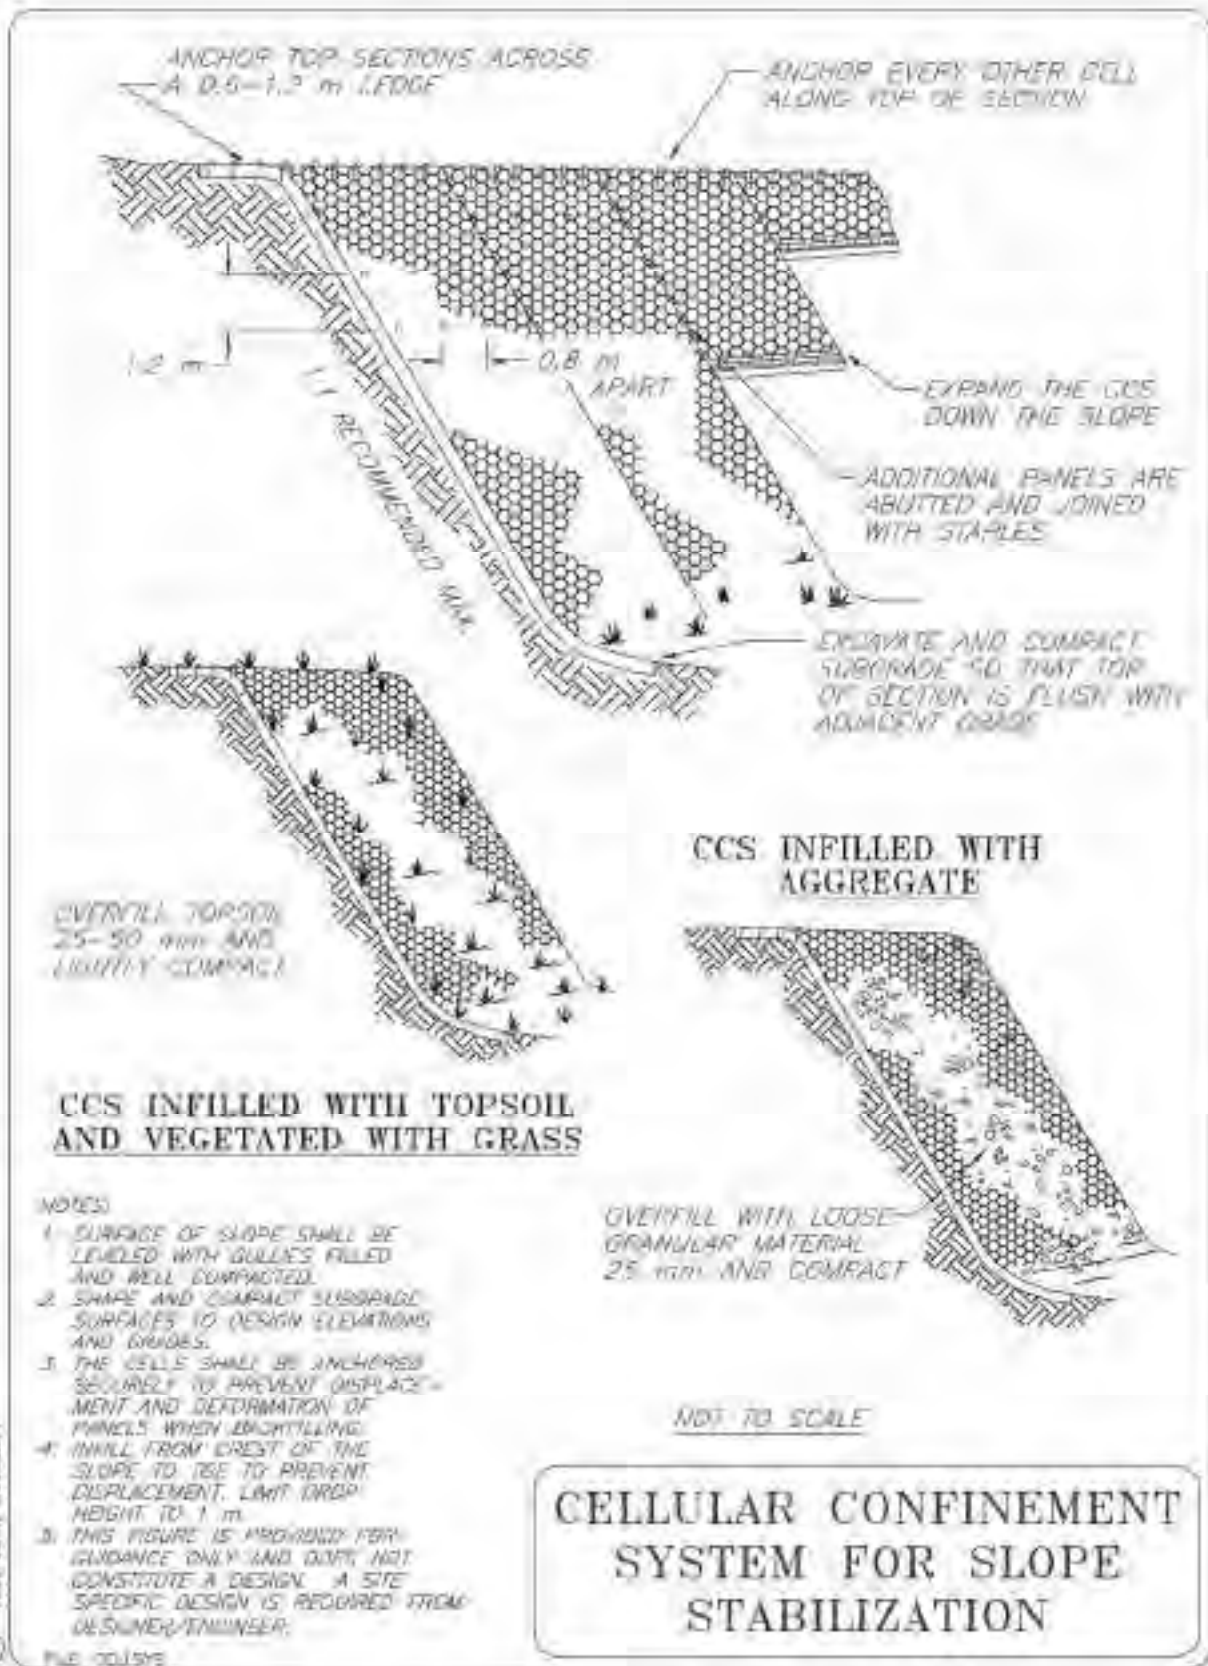 ANCHOR TOP SECTIONS ACROSS
A 0.6-1.2 m LEDGE
ANCHOR EVERY OTHER CELL
ALONG TOP OF SECTION
1.2 m
0.8 m
APART
1:1 RECOMMENDED MAX.
EXPAND THE CCS
DOWN THE SLOPE
ADDITIONAL PANELS ARE
ABUTTED AND JOINED
WITH STAPLES
EXCAVATE AND COMPACT
SUBGRADE SO THAT TOP
OF SECTION IS FLUSH WITH
ADJACENT GRADE
OVERFILL TOPSOIL
25-50 mm AND
LIGHTLY COMPACT
CCS INFILLED WITH TOPSOIL
AND VEGETATED WITH GRASS
CCS INFILLED WITH
AGGREGATE
OVERFILL WITH LOOSE
GRANULAR MATERIAL
25 mm AND COMPACT
NOTES:
1. SURFACE OF SLOPE SHALL BE
LEVELED WITH GULLIES FILLED
AND WELL COMPACTED.
2. SHAPE AND COMPACT SUBGRADE
SURFACES TO DESIGN ELEVATIONS
AND GRADES.
3. THE CELLS SHALL BE ANCHORED
SECURELY TO PREVENT DISPLACE-
MENT AND DEFORMATION OF
PANELS WHEN BACKFILLING.
4. INFILL FROM CREST OF THE
SLOPE TO TOE TO PREVENT
DISPLACEMENT. LIMIT DROP
HEIGHT TO 1 m.
5. THIS FIGURE IS PROVIDED FOR
GUIDANCE ONLY AND DOES NOT
CONSTITUTE A DESIGN. A SITE
SPECIFIC DESIGN IS REQUIRED FROM
DESIGNER/ENGINEER.
NOT TO SCALE
CELLULAR CONFINEMENT
SYSTEM FOR SLOPE
STABILIZATION
FILE